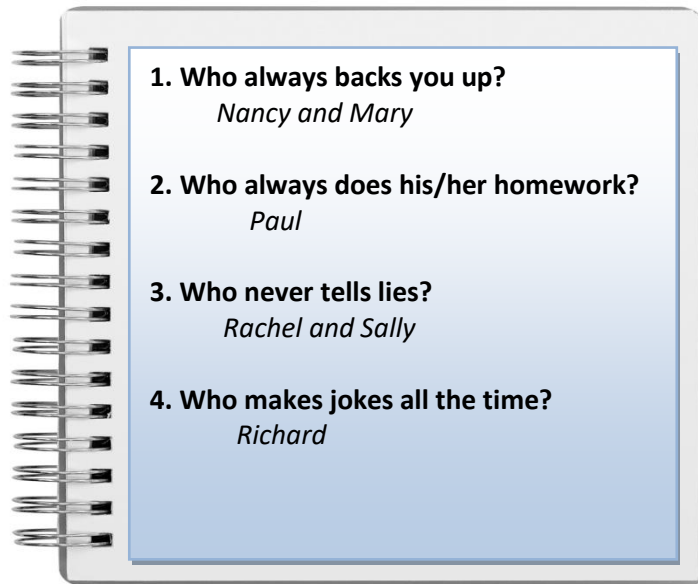 1. Who always backs you up?
Nancy and Mary
2. Who always does his/her homework?
Paul
3. Who never tells lies?
Rachel and Sally
4. Who makes jokes all the time?
Richard